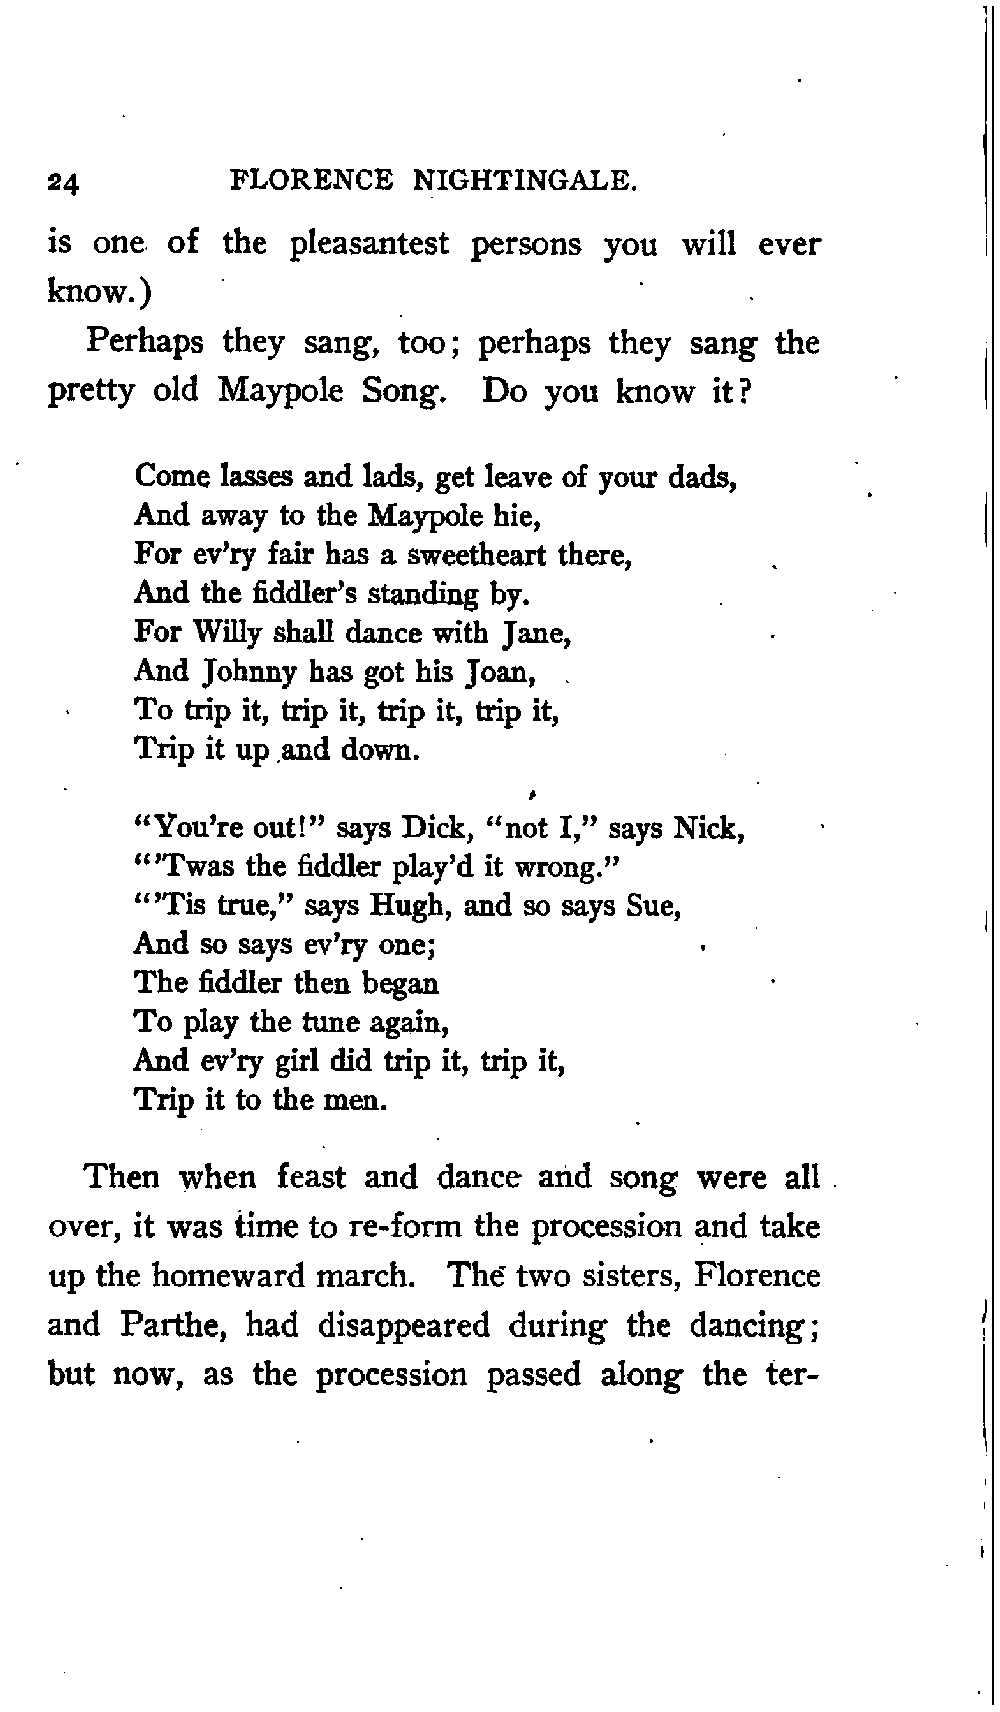 24 FLORENCE NIGHTINGALE.
is one of the pleasantest persons you will ever
know.)
Perhaps they sang, too; perhaps they sang the
pretty old Maypole Song. Do you know it?
Come lasses and lads, get leave of your dads,
And away to the Maypole hie,
For ev'ry fair has a sweetheart there,
And the fiddler's standing by.
For Willy shall dance with Jane,
And Johnny has got his Joan,
To trip it, trip it, trip it, trip it,
Trip it up and down.
"You're out!" says Dick, "not I," says Nick,
"'Twas the fiddler play'd it wrong."
"'Tis true," says Hugh, and so says Sue,
And so says ev'ry one;
The fiddler then began
To play the tune again,
And ev'ry girl did trip it, trip it,
Trip it to the men.
Then when feast and dance and song were all
over, it was time to re-form the procession and take
up the homeward march. The two sisters, Florence
and Parthe, had disappeared during the dancing;
but now, as the procession passed along the ter-